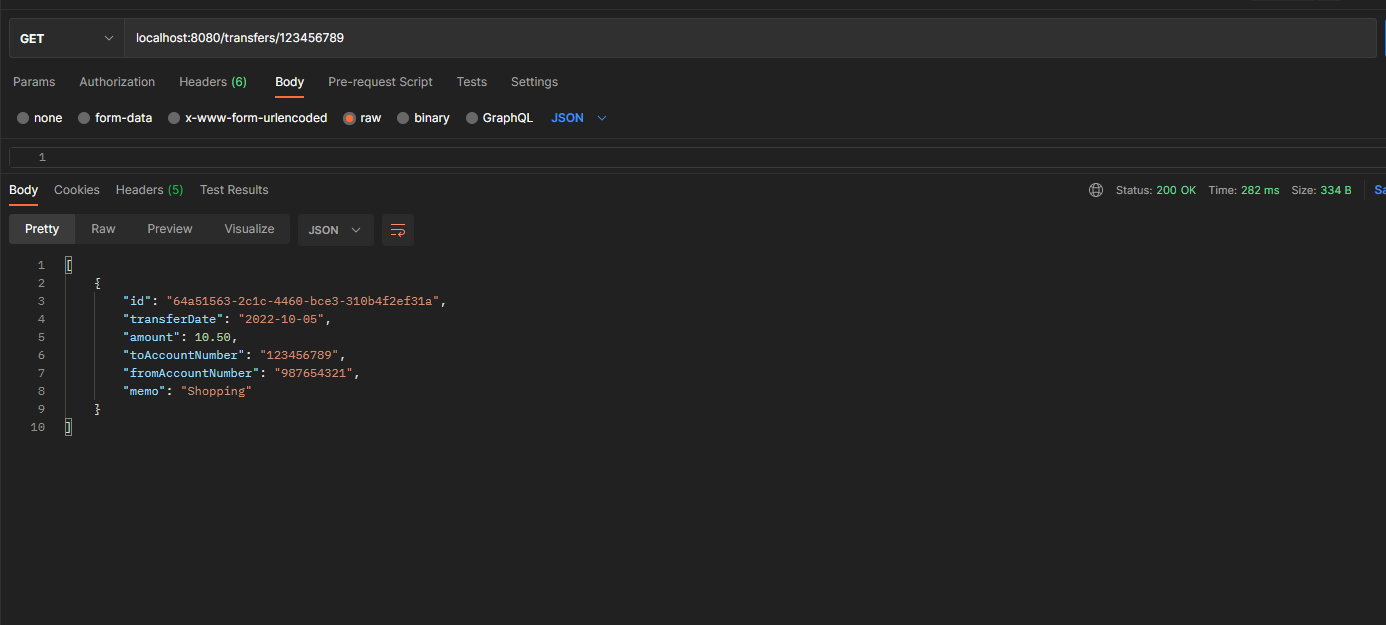 GET localhost:8080/transfers/123456789
Params Authorization Headers (6) Body Pre-request Script Tests Settings
none form-data x-www-form-urlencoded raw binary GraphQL JSON
1
Body Cookies Headers (5) Test Results Status: 200 OK Time: 282 ms Size: 334 B
Pretty Raw Preview Visualize JSON
1 [
2 {
3 "id": "64a51563-2c1c-4460-bce3-310b4f2ef31a",
4 "transferDate": "2022-10-05",
5 "amount": 10.50,
6 "toAccountNumber": "123456789",
7 "fromAccountNumber": "987654321",
8 "memo": "Shopping"
9 }
10 ]